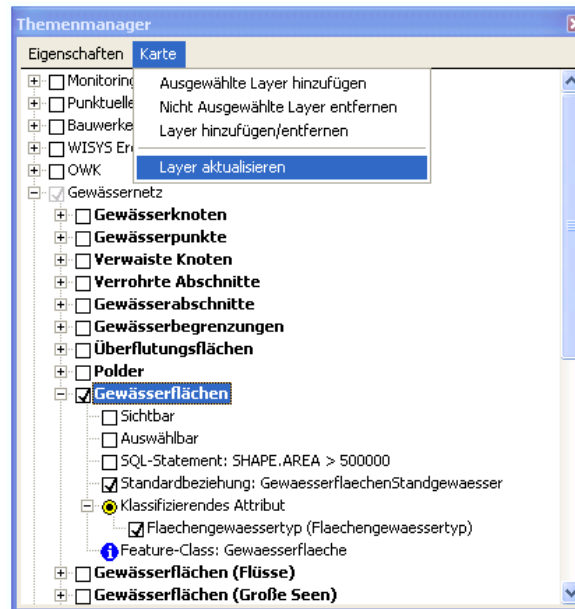 Themenmanager
Eigenschaften Karte
Ausgewählte Layer hinzufügen
Nicht Ausgewählte Layer entfernen
Layer hinzufügen/entfernen
Layer aktualisieren
Monitoring
Punktuelle
Bauwerke
WISYS Er
OWK
Gewässernetz
Gewässerknoten
Gewässerpunkte
Verwaiste Knoten
Verrohrte Abschnitte
Gewässerabschnitte
Gewässerbegrenzungen
Überflutungsflächen
Polder
Gewässerflächen
Sichtbar
Auswählbar
SQL-Statement: SHAPE.AREA > 500000
Standardbeziehung: GewaesserflaechenStandgewaesser
Klassifizierendes Attribut
Flaechengewaessertyp (Flaechengewaessertyp)
Feature-Class: Gewaesserflaeche
Gewässerflächen (Flüsse)
Gewässerflächen (Große Seen)